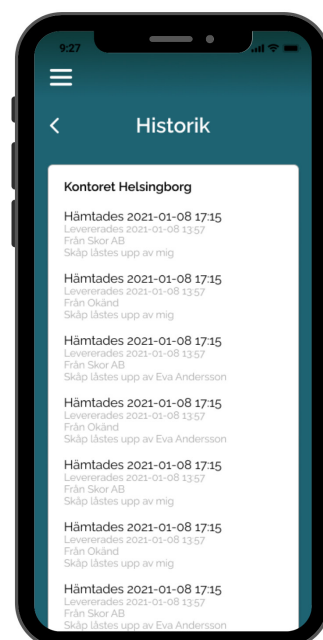 9:27
Historik
Kontoret Helsingborg
Hämtades 2021-01-08 17:15
Levererades 2021-01-08 13:57
Från Skor AB
Skåp låstes upp av mig
Hämtades 2021-01-08 17:15
Levererades 2021-01-08 13:57
Från Okänd
Skåp låstes upp av mig
Hämtades 2021-01-08 17:15
Levererades 2021-01-08 13:57
Från Skor AB
Skåp låstes upp av Eva Andersson
Hämtades 2021-01-08 17:15
Levererades 2021-01-08 13:57
Från Okänd
Skåp låstes upp av Eva Andersson
Hämtades 2021-01-08 17:15
Levererades 2021-01-08 13:57
Från Skor AB
Skåp låstes upp av mig
Hämtades 2021-01-08 17:15
Levererades 2021-01-08 13:57
Från Okänd
Skåp låstes upp av mig
Hämtades 2021-01-08 17:15
Levererades 2021-01-08 13:57
Från Skor AB
Skåp låstes upp av Eva Andersson